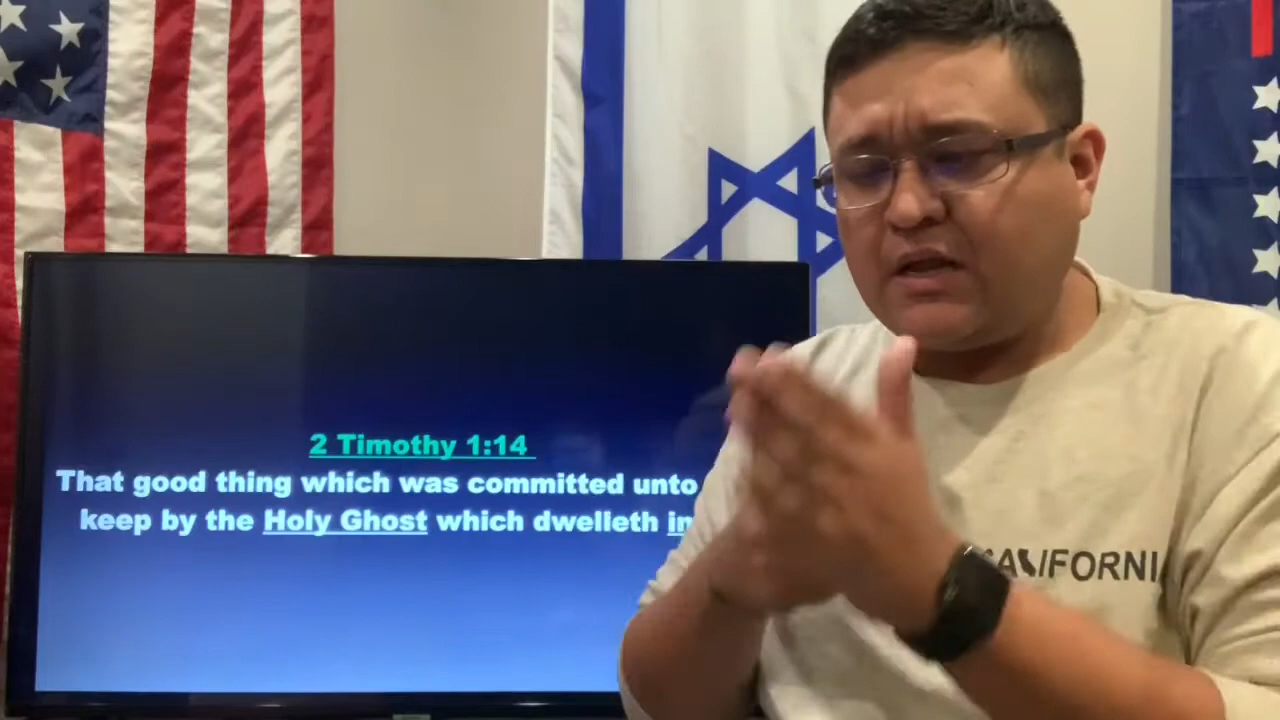 2 Timothy 1:14
That good thing which was committed unto
keep by the Holy Ghost which dwelleth in
CALIFORNI